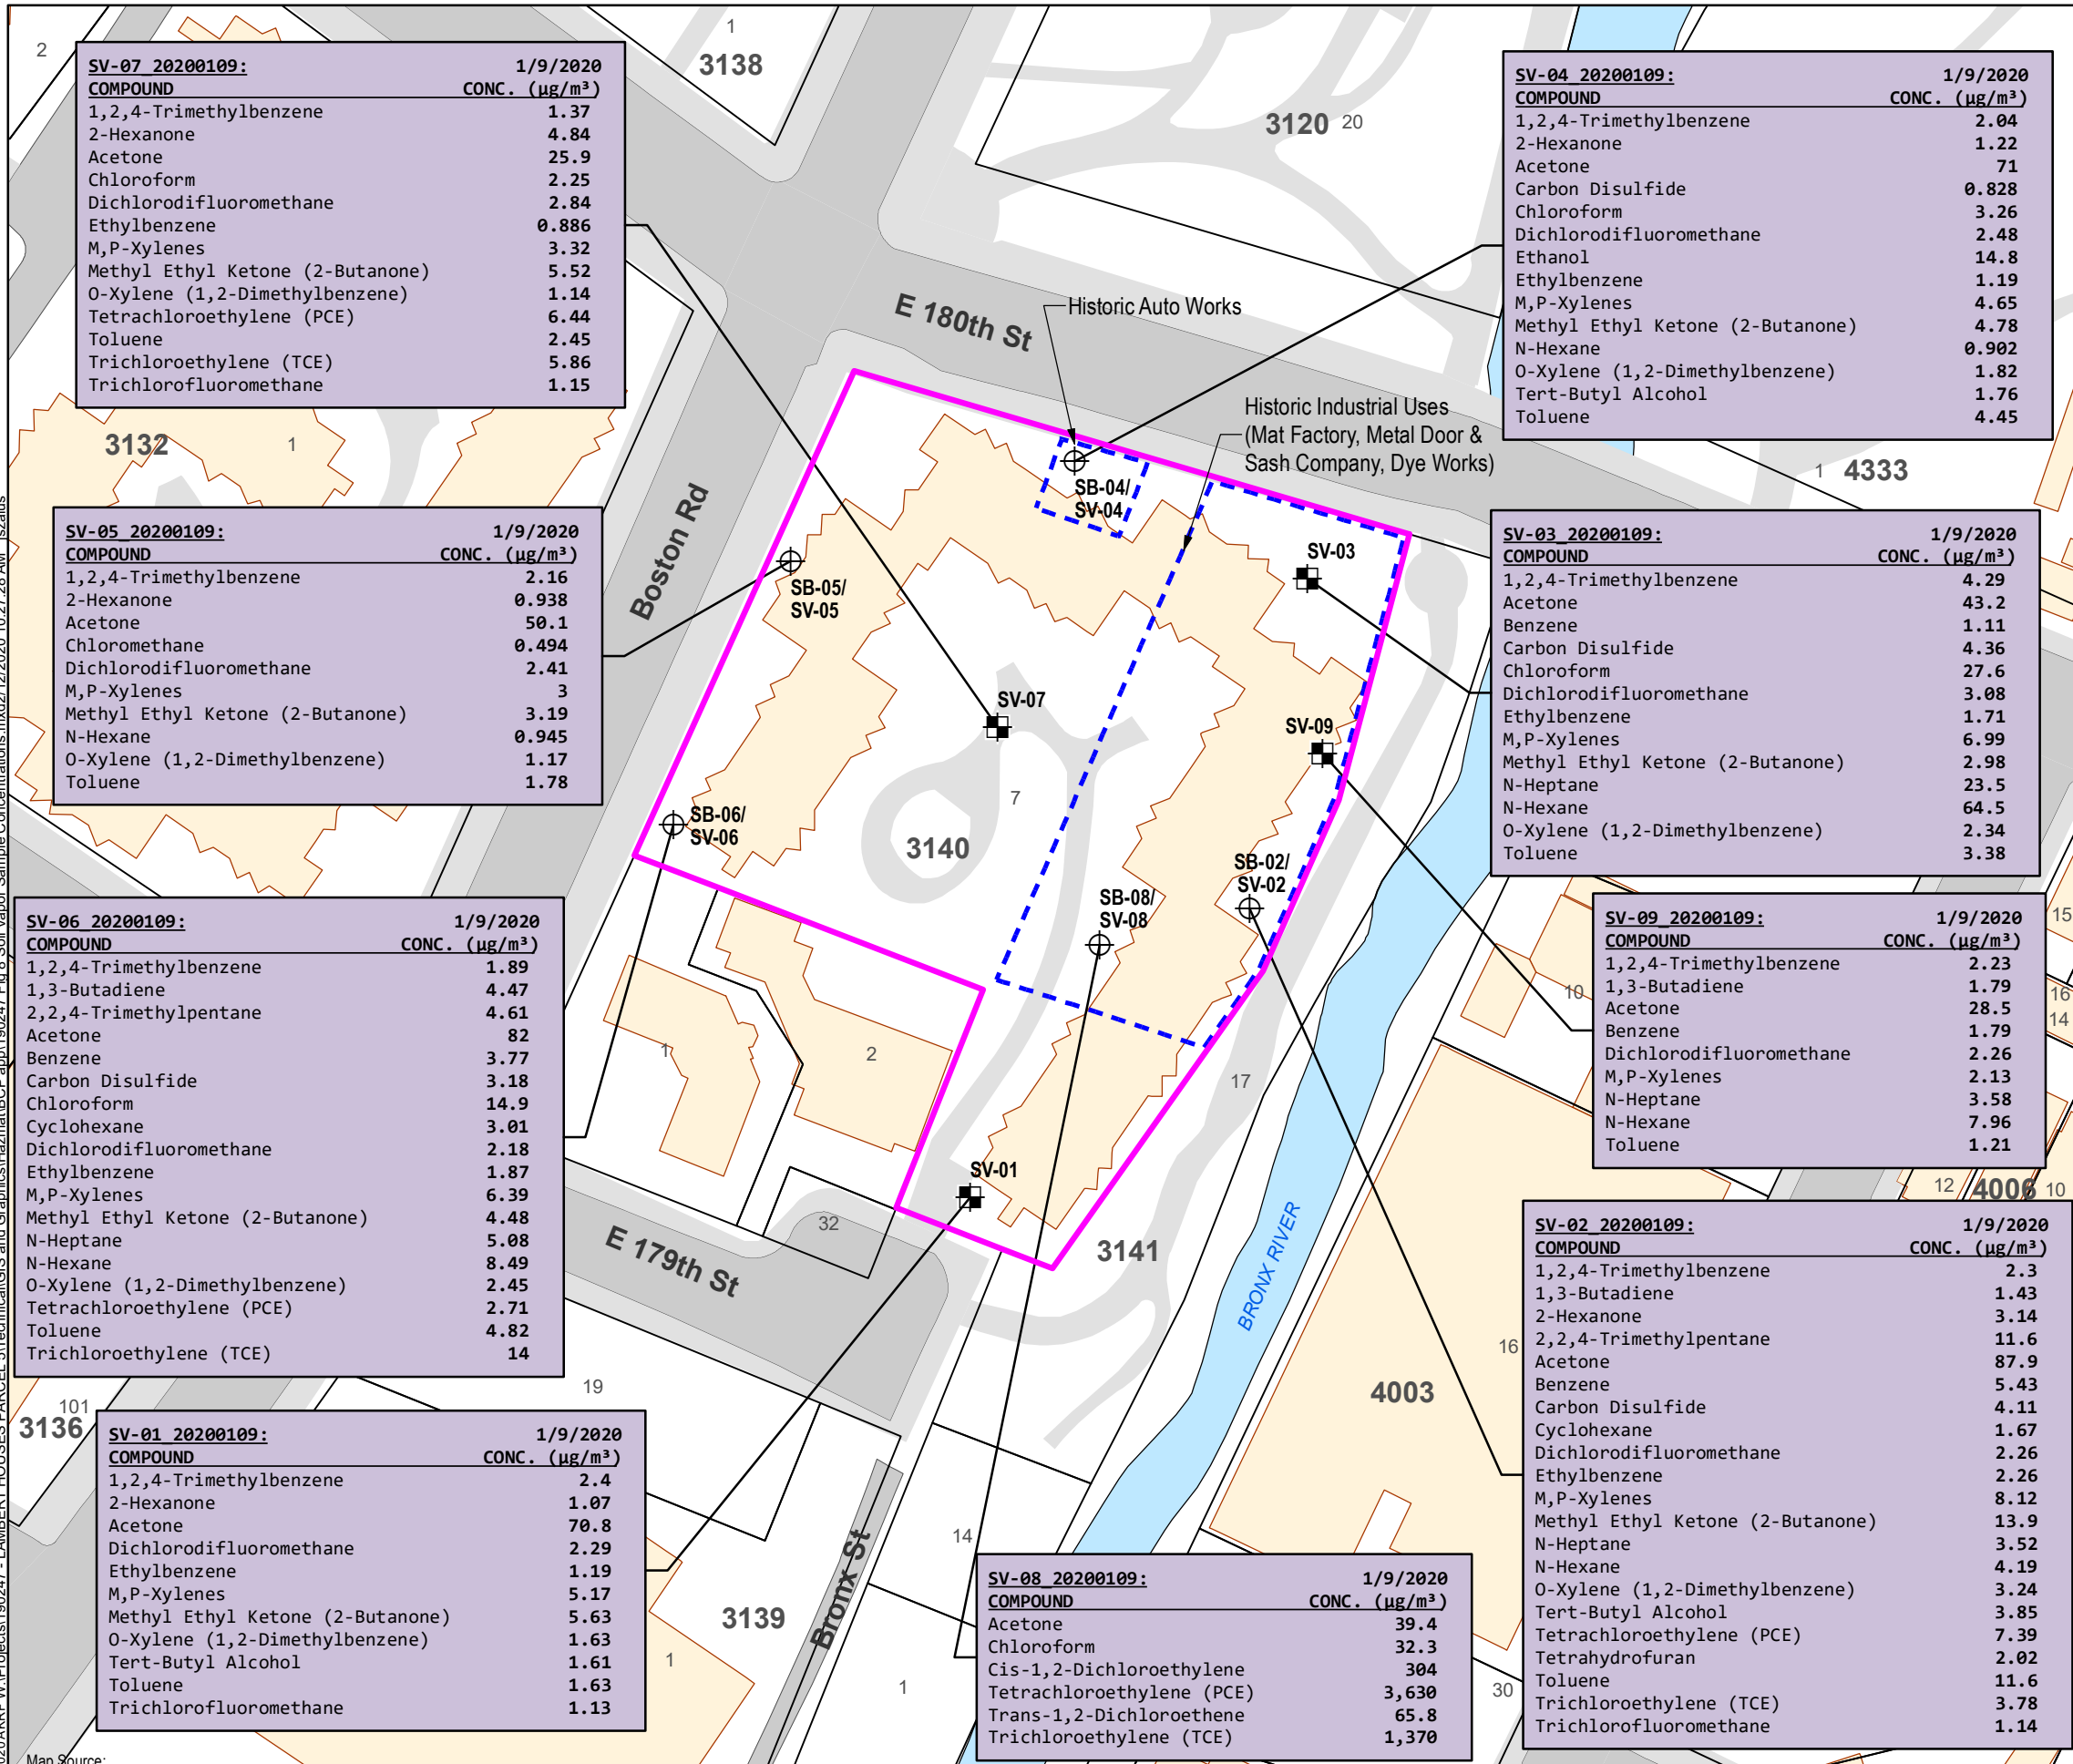 SV-07_20200109: 1/9/2020
COMPOUND CONC. (µg/m³)
1,2,4-Trimethylbenzene 1.37
2-Hexanone 4.84
Acetone 25.9
Chloroform 2.25
Dichlorodifluoromethane 2.84
Ethylbenzene 0.886
M,P-Xylenes 3.32
Methyl Ethyl Ketone (2-Butanone) 5.52
O-Xylene (1,2-Dimethylbenzene) 1.14
Tetrachloroethylene (PCE) 6.44
Toluene 2.45
Trichloroethylene (TCE) 5.86
Trichlorofluoromethane 1.15
SV-04_20200109: 1/9/2020
COMPOUND CONC. (µg/m³)
1,2,4-Trimethylbenzene 2.04
2-Hexanone 1.22
Acetone 71
Carbon Disulfide 0.828
Chloroform 3.26
Dichlorodifluoromethane 2.48
Ethanol 14.8
Ethylbenzene 1.19
M,P-Xylenes 4.65
Methyl Ethyl Ketone (2-Butanone) 4.78
N-Hexane 0.902
O-Xylene (1,2-Dimethylbenzene) 1.82
Tert-Butyl Alcohol 1.76
Toluene 4.45
SV-05_20200109: 1/9/2020
COMPOUND CONC. (µg/m³)
1,2,4-Trimethylbenzene 2.16
2-Hexanone 0.938
Acetone 50.1
Chloromethane 0.494
Dichlorodifluoromethane 2.41
M,P-Xylenes 3
Methyl Ethyl Ketone (2-Butanone) 3.19
N-Hexane 0.945
O-Xylene (1,2-Dimethylbenzene) 1.17
Toluene 1.78
SV-03_20200109: 1/9/2020
COMPOUND CONC. (µg/m³)
1,2,4-Trimethylbenzene 4.29
Acetone 43.2
Benzene 1.11
Carbon Disulfide 4.36
Chloroform 27.6
Dichlorodifluoromethane 3.08
Ethylbenzene 1.71
M,P-Xylenes 6.99
Methyl Ethyl Ketone (2-Butanone) 2.98
N-Heptane 23.5
N-Hexane 64.5
O-Xylene (1,2-Dimethylbenzene) 2.34
Toluene 3.38
SV-06_20200109: 1/9/2020
COMPOUND CONC. (µg/m³)
1,2,4-Trimethylbenzene 1.89
1,3-Butadiene 4.47
2,2,4-Trimethylpentane 4.61
Acetone 82
Benzene 3.77
Carbon Disulfide 3.18
Chloroform 14.9
Cyclohexane 3.01
Dichlorodifluoromethane 2.18
Ethylbenzene 1.87
M,P-Xylenes 6.39
Methyl Ethyl Ketone (2-Butanone) 4.48
N-Heptane 5.08
N-Hexane 8.49
O-Xylene (1,2-Dimethylbenzene) 2.45
Tetrachloroethylene (PCE) 2.71
Toluene 4.82
Trichloroethylene (TCE) 14
SV-09_20200109: 1/9/2020
COMPOUND CONC. (µg/m³)
1,2,4-Trimethylbenzene 2.23
1,3-Butadiene 1.79
Acetone 28.5
Benzene 1.79
Dichlorodifluoromethane 2.26
M,P-Xylenes 2.13
N-Heptane 3.58
N-Hexane 7.96
Toluene 1.21
SV-02_20200109: 1/9/2020
COMPOUND CONC. (µg/m³)
1,2,4-Trimethylbenzene 2.3
1,3-Butadiene 1.43
2-Hexanone 3.14
2,2,4-Trimethylpentane 11.6
Acetone 87.9
Benzene 5.43
Carbon Disulfide 4.11
Cyclohexane 1.67
Dichlorodifluoromethane 2.26
Ethylbenzene 2.26
M,P-Xylenes 8.12
Methyl Ethyl Ketone (2-Butanone) 13.9
N-Heptane 3.52
N-Hexane 4.19
O-Xylene (1,2-Dimethylbenzene) 3.24
Tert-Butyl Alcohol 3.85
Tetrachloroethylene (PCE) 7.39
Tetrahydrofuran 2.02
Toluene 11.6
Trichloroethylene (TCE) 3.78
Trichlorofluoromethane 1.14
SV-01_20200109: 1/9/2020
COMPOUND CONC. (µg/m³)
1,2,4-Trimethylbenzene 2.4
2-Hexanone 1.07
Acetone 70.8
Dichlorodifluoromethane 2.29
Ethylbenzene 1.19
M,P-Xylenes 5.17
Methyl Ethyl Ketone (2-Butanone) 5.63
O-Xylene (1,2-Dimethylbenzene) 1.63
Tert-Butyl Alcohol 1.61
Toluene 1.63
Trichlorofluoromethane 1.13
SV-08_20200109: 1/9/2020
COMPOUND CONC. (µg/m³)
Acetone 39.4
Chloroform 32.3
Cis-1,2-Dichloroethylene 304
Tetrachloroethylene (PCE) 3,630
Trans-1,2-Dichloroethene 65.8
Trichloroethylene (TCE) 1,370
2
1
3138
3120 20
Historic Auto Works
E 180th St
Historic Industrial Uses
(Mat Factory, Metal Door &
Sash Company, Dye Works)
3132 1
1 4333
Boston Rd
SB-04/
SV-04
SV-03
SB-05/
SV-05
SV-07
SV-09
7
3140
SB-06/
SV-06
SB-02/
SV-02
SB-08/
SV-08
15
10
16
14
1
2
17
SV-01
32
12 4006 10
E 179th St
3141
BRONX RIVER
16
4003
19
101
3136
14
Bronx St
3139
1
1
30
Map Source: